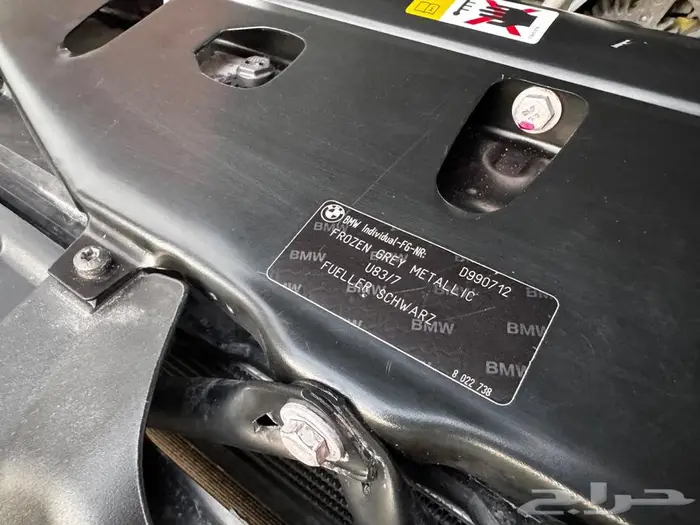 BMW Individual-FG-NR: D990712
FROZEN GREY METALLIC
U83/7
FUELLER SCHWARZ
BMW
BMW
BMW
BMW
BMW
BMW
8 022 738
حراج